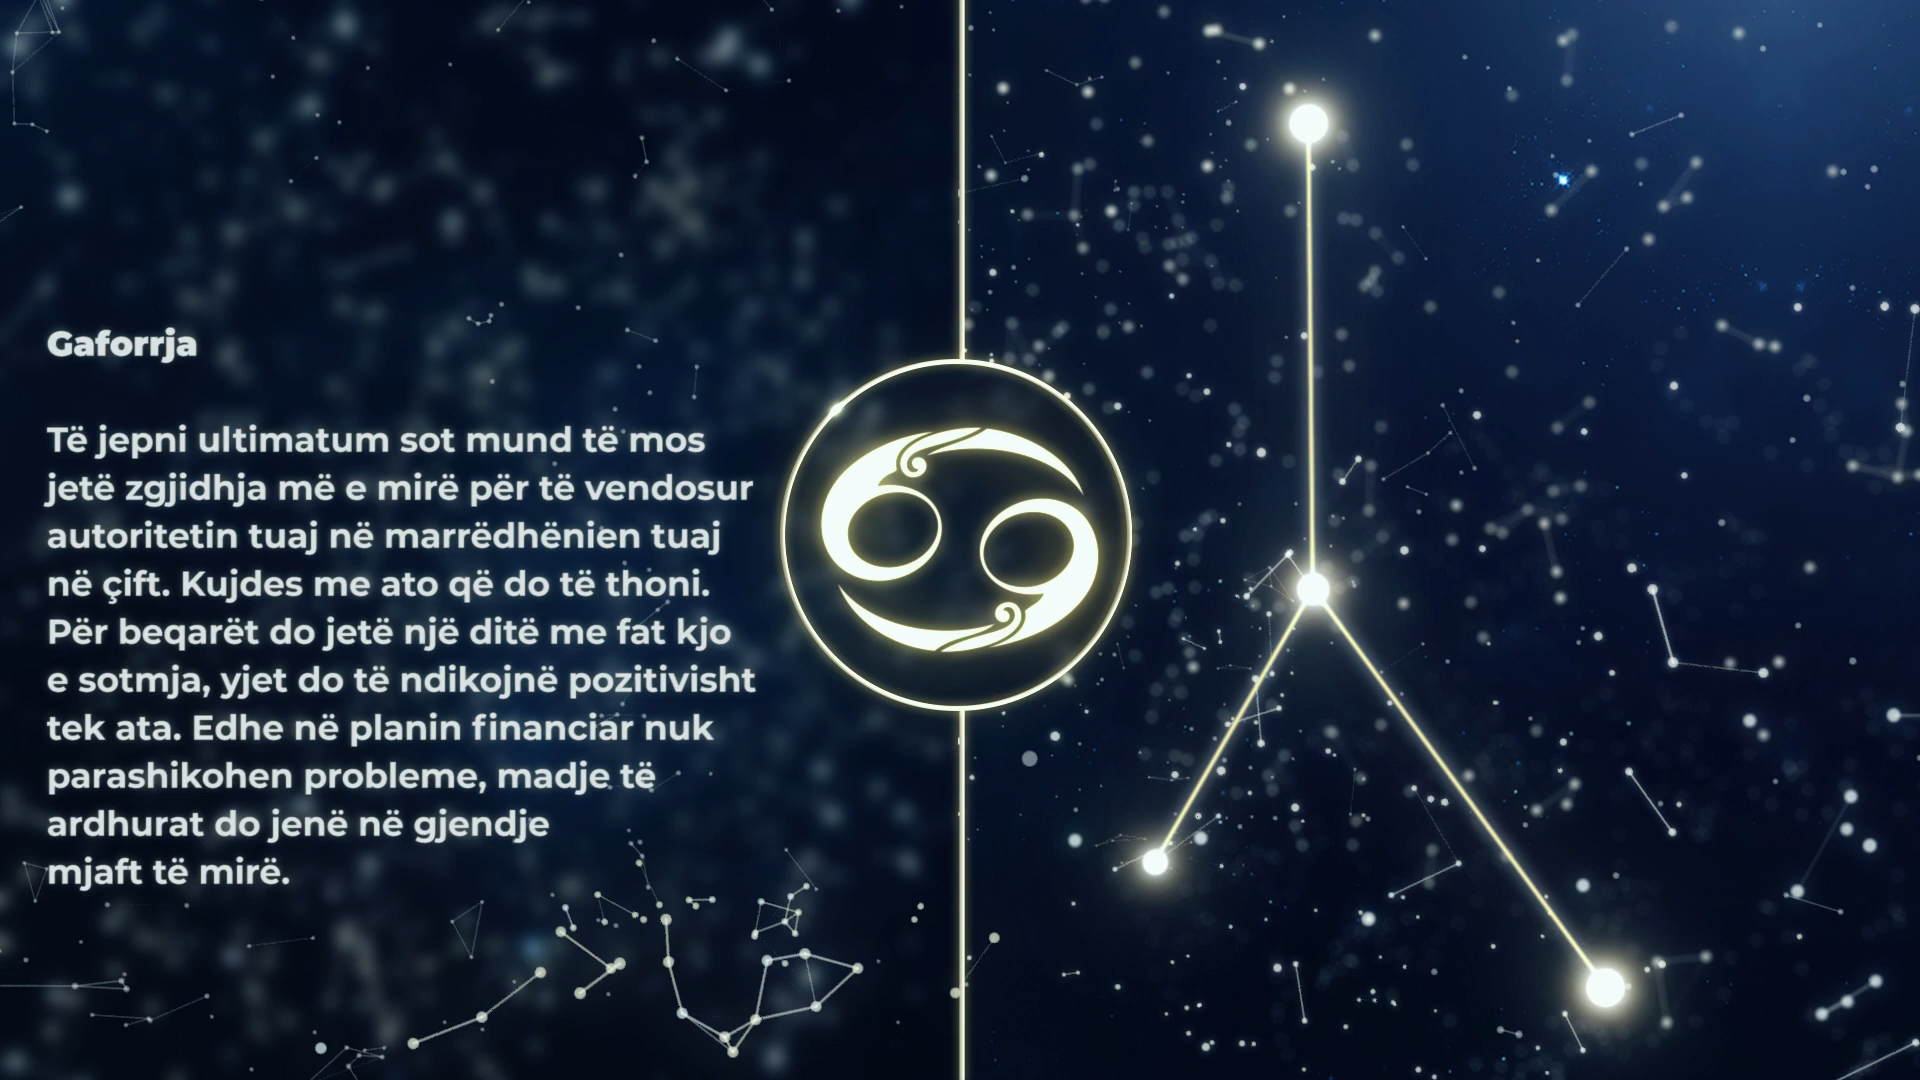 Gaforrja
Të jepni ultimatum sot mund të mos
jetë zgjidhja më e mirë për të vendosur
autoritetin tuaj në marrëdhënien tuaj
në çift. Kujdes me ato që do të thoni.
Për beqarët do jetë një ditë me fat kjo
e sotmja, yjet do të ndikojnë pozitivisht
tek ata. Edhe në planin financiar nuk
parashikohen probleme, madje të
ardhurat do jenë në gjendje
mjaft të mirë.